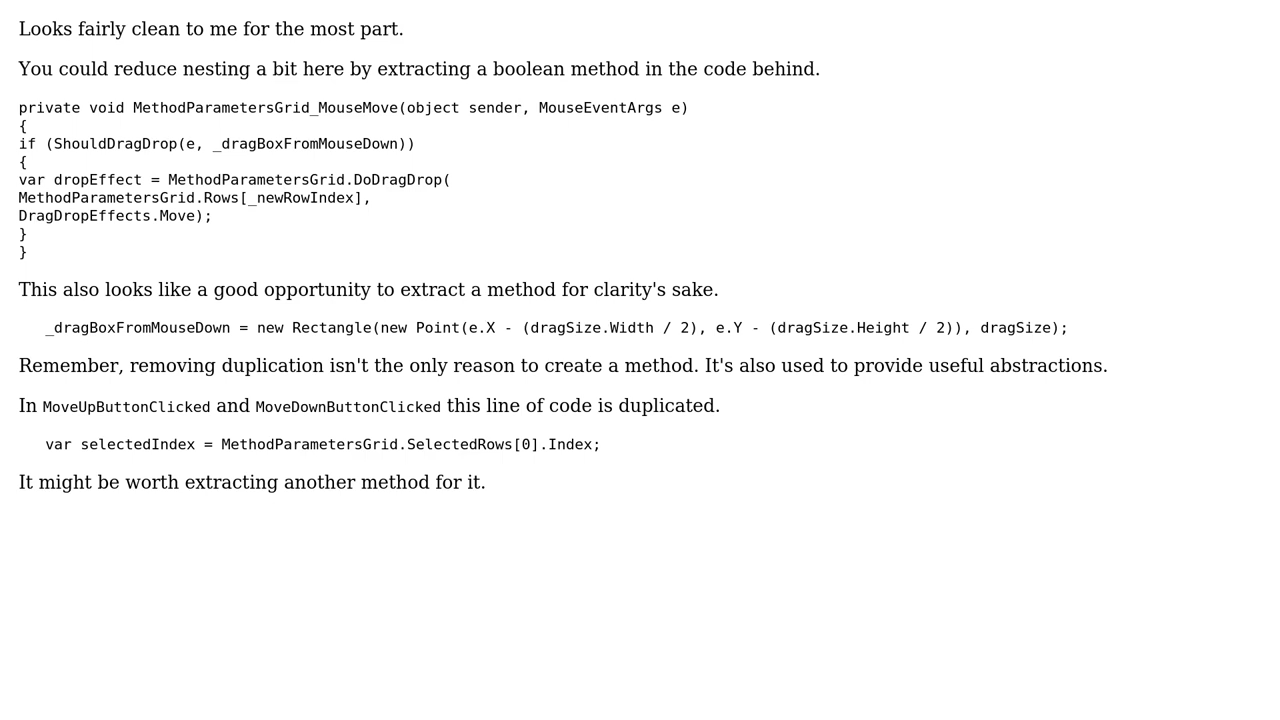 Looks fairly clean to me for the most part.
You could reduce nesting a bit here by extracting a boolean method in the code behind.
private void MethodParametersGrid_MouseMove(object sender, MouseEventArgs e)
{
if (ShouldDragDrop(e, _dragBoxFromMouseDown))
{
var dropEffect = MethodParametersGrid.DoDragDrop(
MethodParametersGrid.Rows[_newRowIndex],
DragDropEffects.Move);
}
}
This also looks like a good opportunity to extract a method for clarity's sake.
_dragBoxFromMouseDown = new Rectangle(new Point(e.X - (dragSize.Width / 2), e.Y - (dragSize.Height / 2)), dragSize);
Remember, removing duplication isn't the only reason to create a method. It's also used to provide useful abstractions.
In MoveUpButtonClicked and MoveDownButtonClicked this line of code is duplicated.
var selectedIndex = MethodParametersGrid.SelectedRows[0].Index;
It might be worth extracting another method for it.